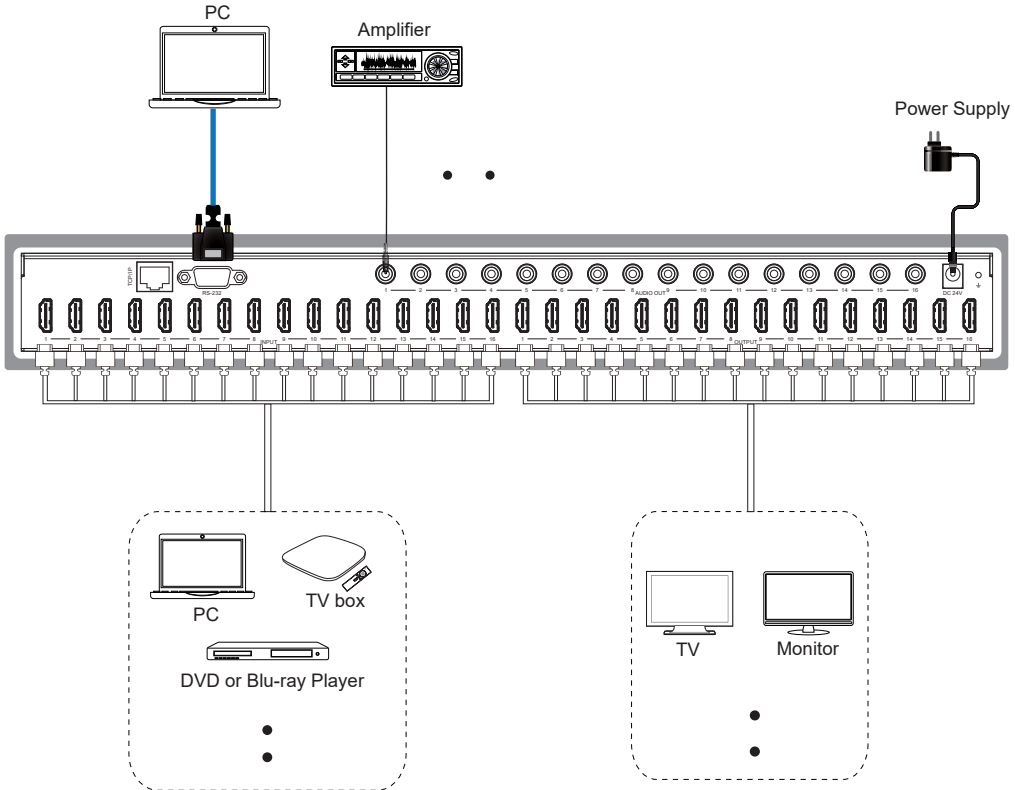 PC
Amplifier
Power Supply
TCP/IP
RS-232
1 2 3 4 5 6 7 8 AUDIO OUT 9 10 11 12 13 14 15 16
DC 24V
1 2 3 4 5 6 7 8 INPUT 9 10 11 12 13 14 15 16
1 2 3 4 5 6 7 8 OUTPUT 9 10 11 12 13 14 15 16
PC
TV box
DVD or Blu-ray Player
TV
Monitor